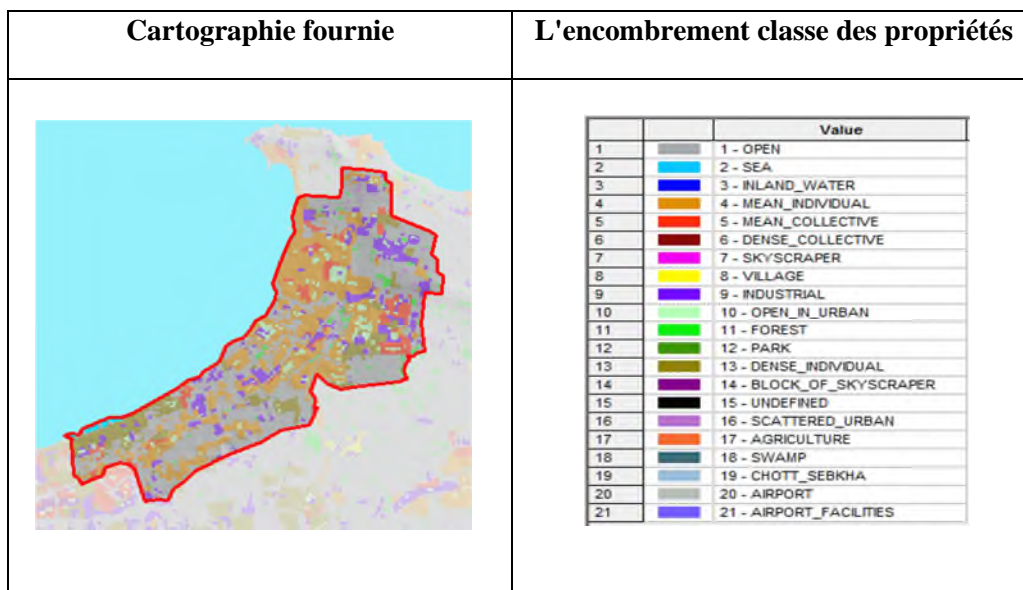 Cartographie fournie
L'encombrement classe des propriétés
Value
1 1 - OPEN
2 2 - SEA
3 3 - INLAND_WATER
4 4 - MEAN_INDIVIDUAL
5 5 - MEAN_COLLECTIVE
6 6 - DENSE_COLLECTIVE
7 7 - SKYSCRAPER
8 8 - VILLAGE
9 9 - INDUSTRIAL
10 10 - OPEN_IN_URBAN
11 11 - FOREST
12 12 - PARK
13 13 - DENSE_INDIVIDUAL
14 14 - BLOCK_OF_SKYSCRAPER
15 15 - UNDEFINED
16 16 - SCATTERED_URBAN
17 17 - AGRICULTURE
18 18 - SWAMP
19 19 - CHOTT_SEBKHA
20 20 - AIRPORT
21 21 - AIRPORT_FACILITIES